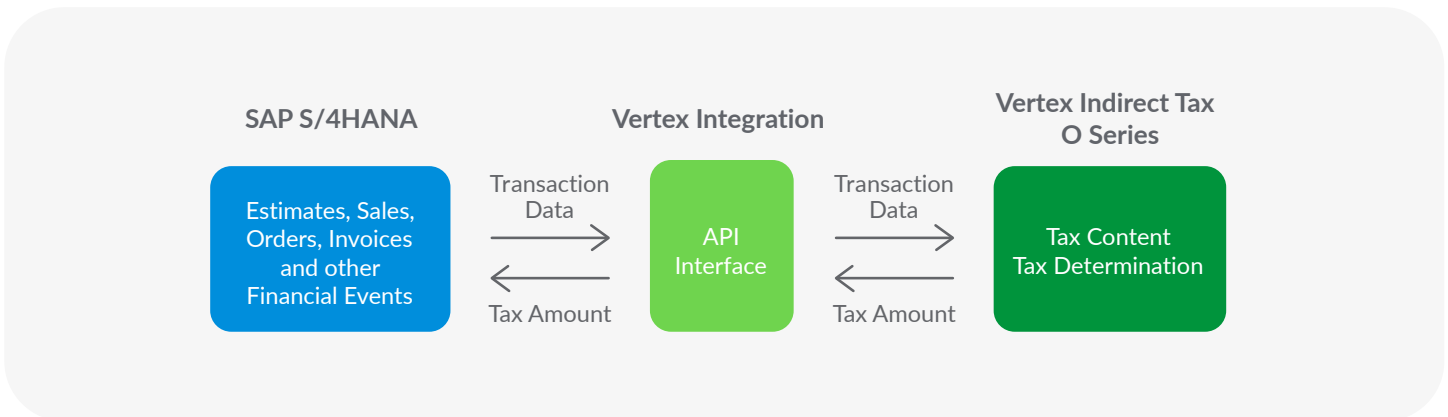 SAP S/4HANA
Estimates, Sales,
Orders, Invoices
and other
Financial Events
Transaction
Data
Tax Amount
Vertex Integration
API
Interface
Transaction
Data
Tax Amount
Vertex Indirect Tax
O Series
Tax Content
Tax Determination